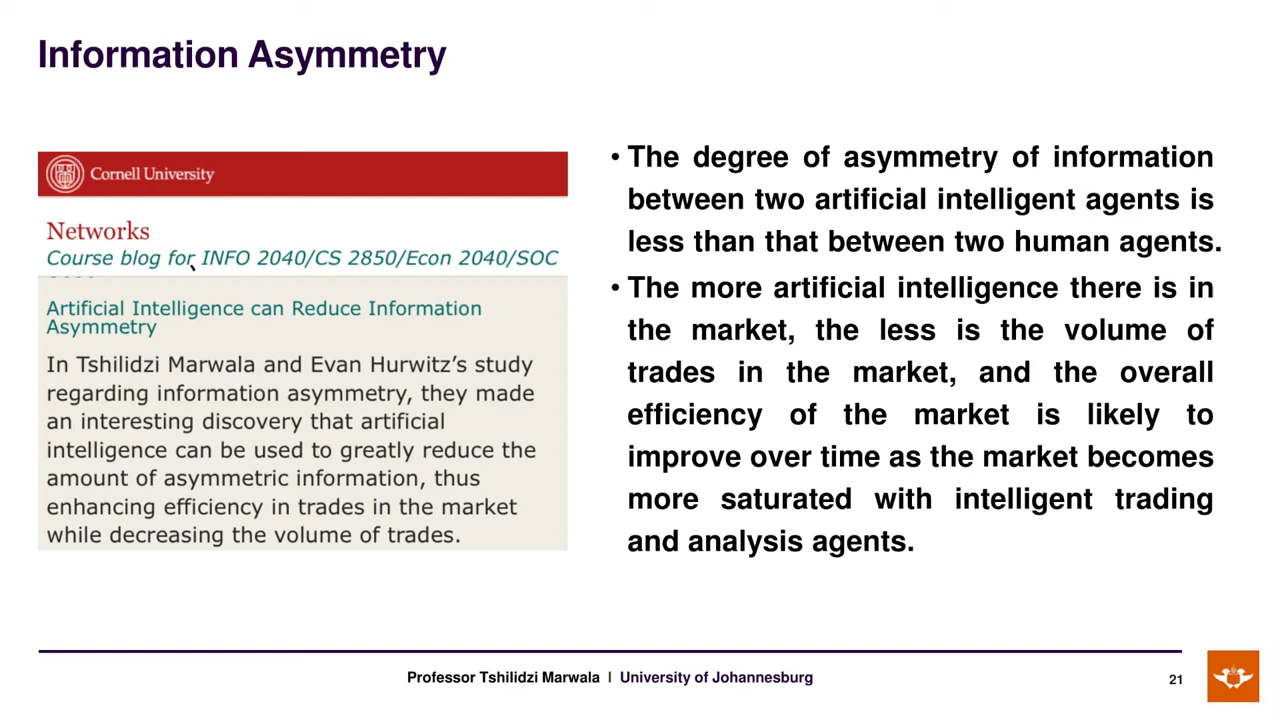 Information Asymmetry
Cornell University
Networks
Course blog for INFO 2040/CS 2850/Econ 2040/SOC
Artificial Intelligence can Reduce Information
Asymmetry
In Tshilidzi Marwala and Evan Hurwitz’s study
regarding information asymmetry, they made
an interesting discovery that artificial
intelligence can be used to greatly reduce the
amount of asymmetric information, thus
enhancing efficiency in trades in the market
while decreasing the volume of trades.
• The degree of asymmetry of information
between two artificial intelligent agents is
less than that between two human agents.
• The more artificial intelligence there is in
the market, the less is the volume of
trades in the market, and the overall
efficiency of the market is likely to
improve over time as the market becomes
more saturated with intelligent trading
and analysis agents.
Professor Tshilidzi Marwala | University of Johannesburg
21